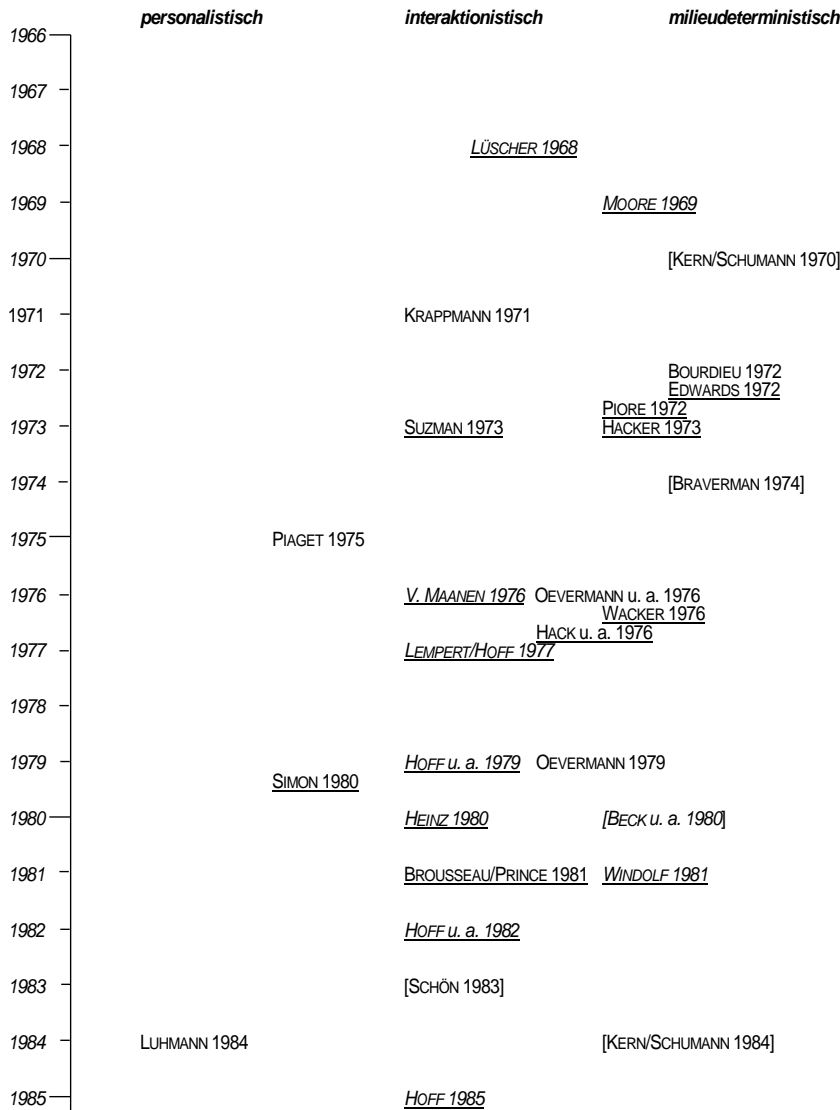 personalistisch interaktionistisch milieudeterministisch
1966
1967
1968 LÜSCHER 1968
1969 MOORE 1969
1970 [KERN/SCHUMANN 1970]
1971 KRAPPMANN 1971
1972 BOURDIEU 1972
EDWARDS 1972
PIORE 1972
1973 SUZMAN 1973 HACKER 1973
1974 [BRAVERMAN 1974]
1975 PIAGET 1975
1976 V. MAANEN 1976 OEVERMANN u. a. 1976
WACKER 1976
HACK u. a. 1976
1977 LEMPERT/HOFF 1977
1978
1979 HOFF u. a. 1979 OEVERMANN 1979
SIMON 1980
1980 HEINZ 1980 [BECK u. a. 1980]
1981 BROUSSEAU/PRINCE 1981 WINDOLF 1981
1982 HOFF u. a. 1982
1983 [SCHÖN 1983]
1984 LUHMANN 1984 [KERN/SCHUMANN 1984]
1985 HOFF 1985